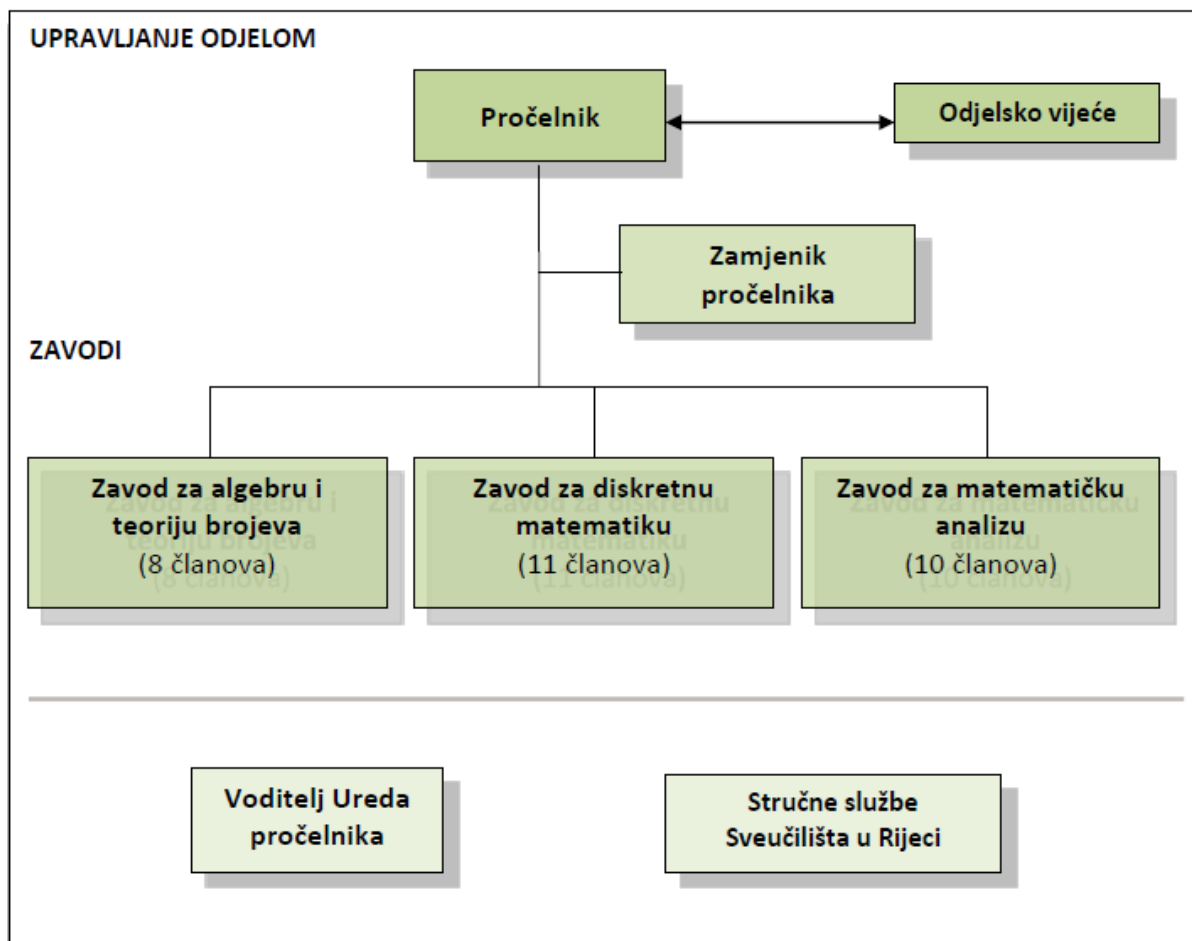 UPRAVLJANJE ODJELOM
Pročelnik
Odjelsko vijeće
Zamjenik
pročelnika
ZAVODI
Zavod za algebru i
teoriju brojeva
(8 članova)
Zavod za diskretnu
matematiku
(11 članova)
Zavod za matematičku
analizu
(10 članova)
Voditelj Ureda
pročelnika
Stručne službe
Sveučilišta u Rijeci